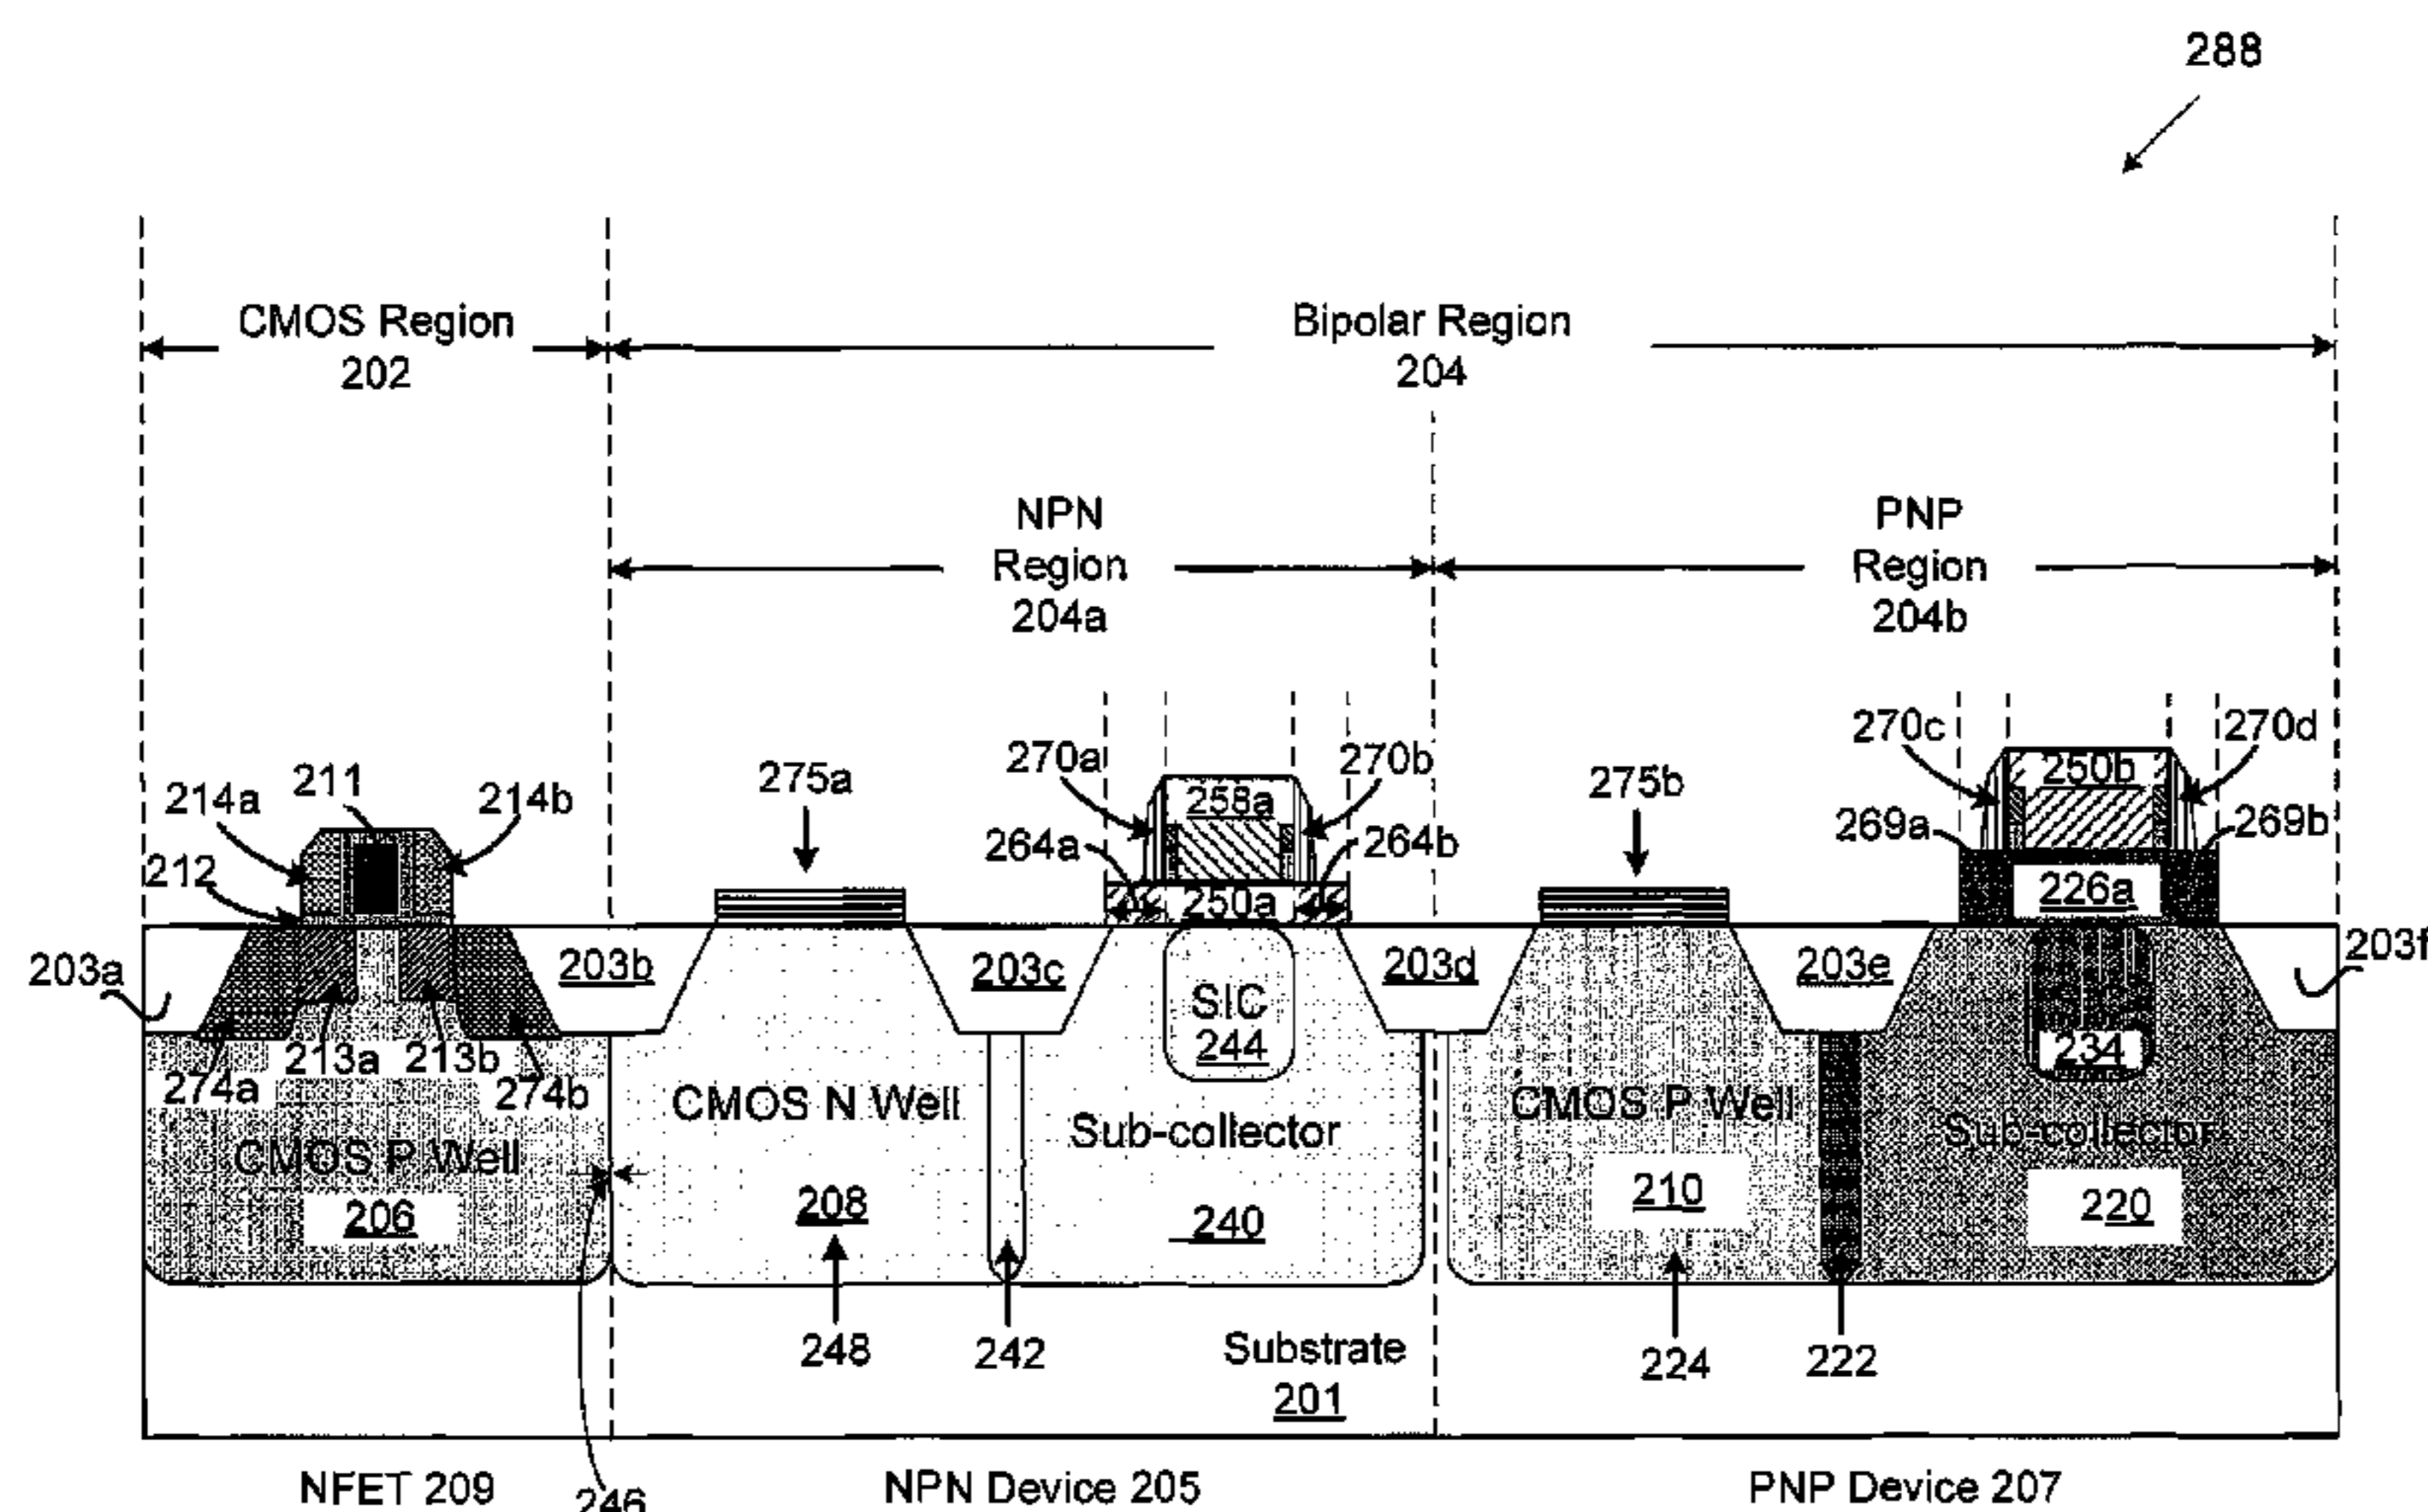 288
CMOS Region
202
Bipolar Region
204
NPN
Region
204a
PNP
Region
204b
270c
270d
211
275a
270a
270b
275b
250b
214a
214b
258a
269a
269b
212
264a
264b
250a
226a
203a
203b
203c
203d
203e
203f
SIC
244
234
274a
213a
213b
274b
CMOS N Well
Sub-collector
CMOS P Well
Sub-collector
CMOS P Well
206
208
240
210
220
248
242
Substrate
201
224
222
NFET 209
246
NPN Device 205
PNP Device 207